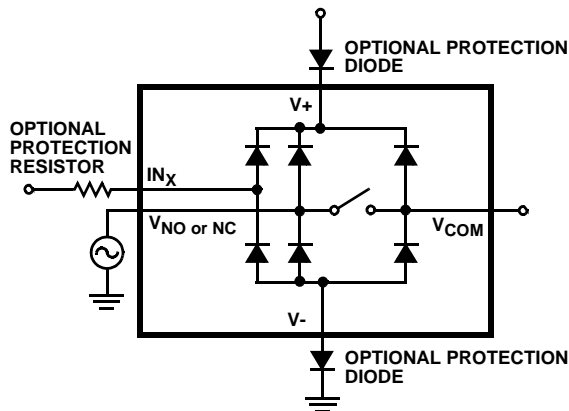 OPTIONAL PROTECTION
DIODE
V+
OPTIONAL
PROTECTION
RESISTOR
INX
VNO or NC
VCOM
V-
OPTIONAL PROTECTION
DIODE